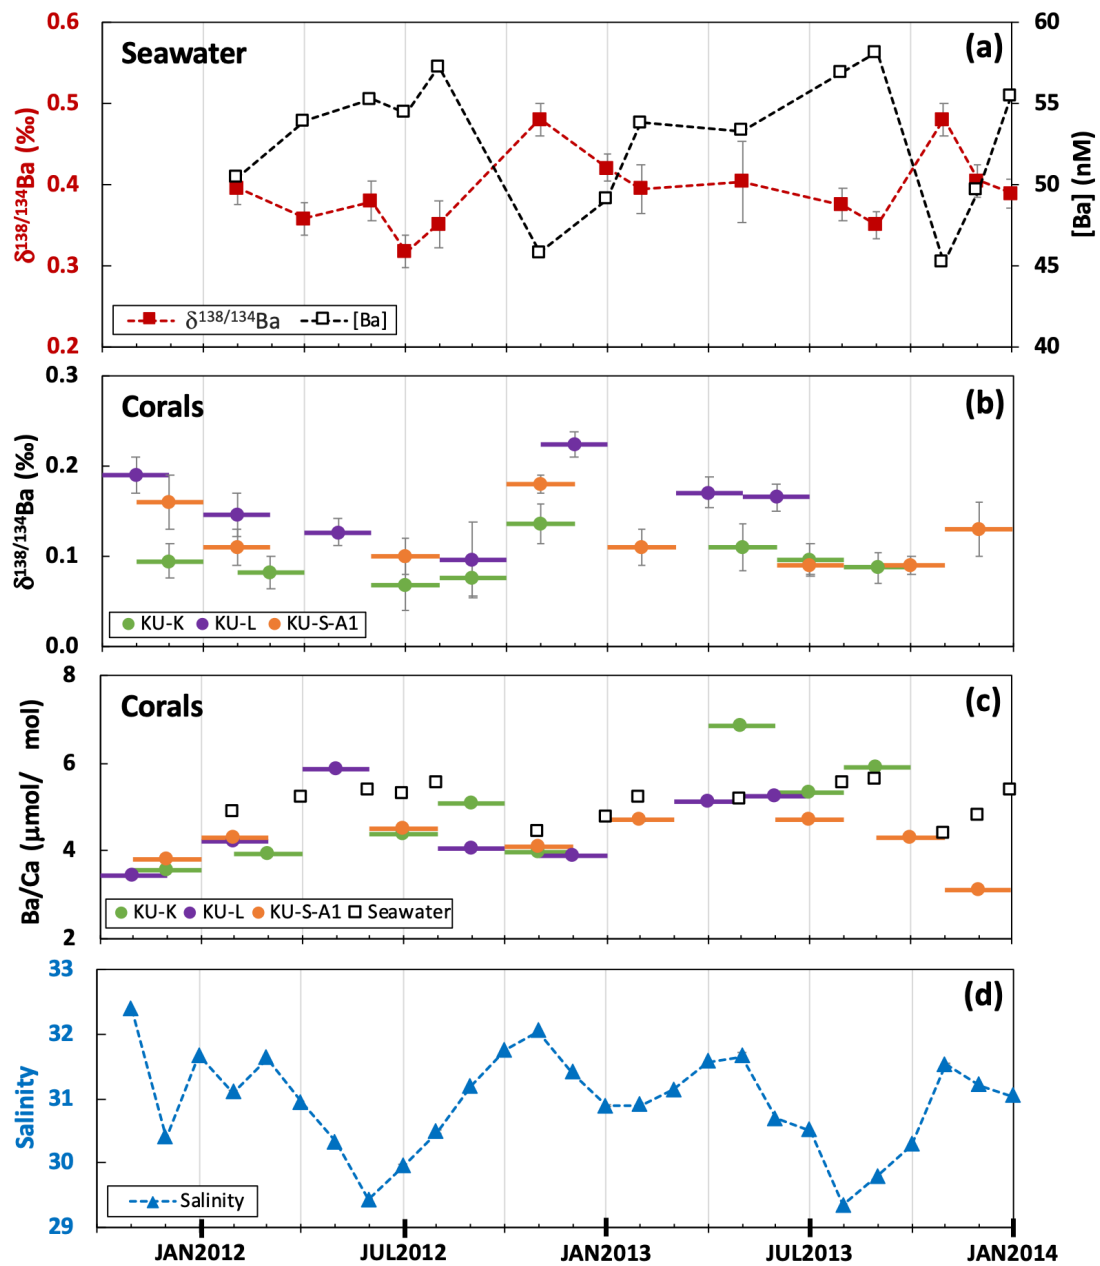 0.6
60
Seawater
(a)
0.5
55
δ138/134Ba (‰)
0.4
50
[Ba] (nM)
0.3
45
δ138/134Ba
[Ba]
0.2
40
0.3
Corals
(b)
0.2
δ138/134Ba (‰)
0.1
KU-K
KU-L
KU-S-A1
0.0
8
Corals
(c)
6
Ba/Ca (μmol/ mol)
4
KU-K
KU-L
KU-S-A1
Seawater
2
33
(d)
32
31
Salinity
30
Salinity
29
JAN2012
JUL2012
JAN2013
JUL2013
JAN2014